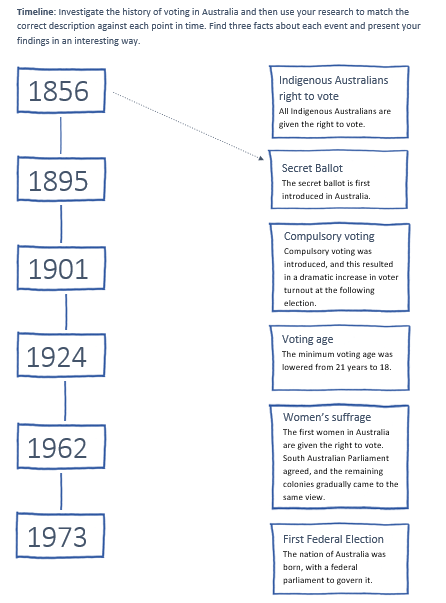 Timeline: Investigate the history of voting in Australia and then use your research to match the
correct description against each point in time. Find three facts about each event and present your
findings in an interesting way.
1856
1895
1901
1924
1962
1973
Indigenous Australians
right to vote
All Indigenous Australians are
given the right to vote.
Secret Ballot
The secret ballot is first
introduced in Australia.
Compulsory voting
Compulsory voting was
introduced, and this resulted
in a dramatic increase in voter
turnout at the following
election.
Voting age
The minimum voting age was
lowered from 21 years to 18.
Women's suffrage
The first women in Australia
are given the right to vote.
South Australian Parliament
agreed, and the remaining
colonies gradually came to the
same view.
First Federal Election
The nation of Australia was
born, with a federal
parliament to govern it.